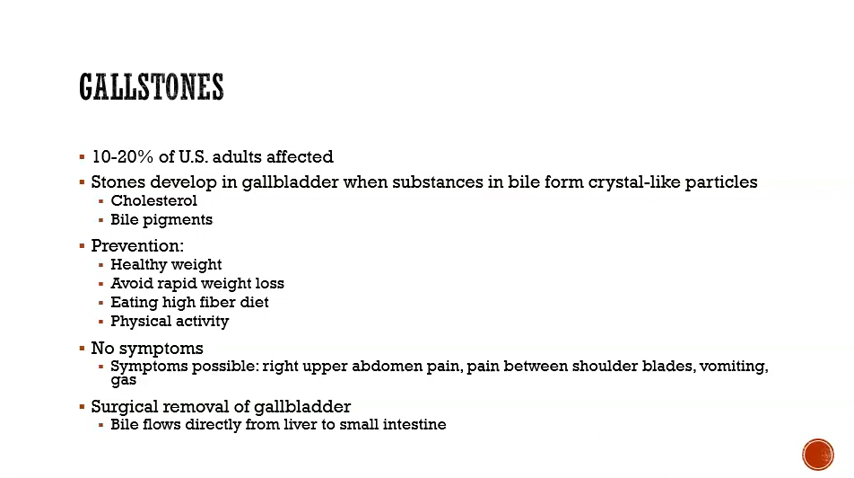 GALLSTONES
▪ 10-20% of U.S. adults affected
▪ Stones develop in gallbladder when substances in bile form crystal-like particles
▪ Cholesterol
▪ Bile pigments
▪ Prevention:
▪ Healthy weight
▪ Avoid rapid weight loss
▪ Eating high fiber diet
▪ Physical activity
▪ No symptoms
▪ Symptoms possible: right upper abdomen pain, pain between shoulder blades, vomiting,
gas
▪ Surgical removal of gallbladder
▪ Bile flows directly from liver to small intestine